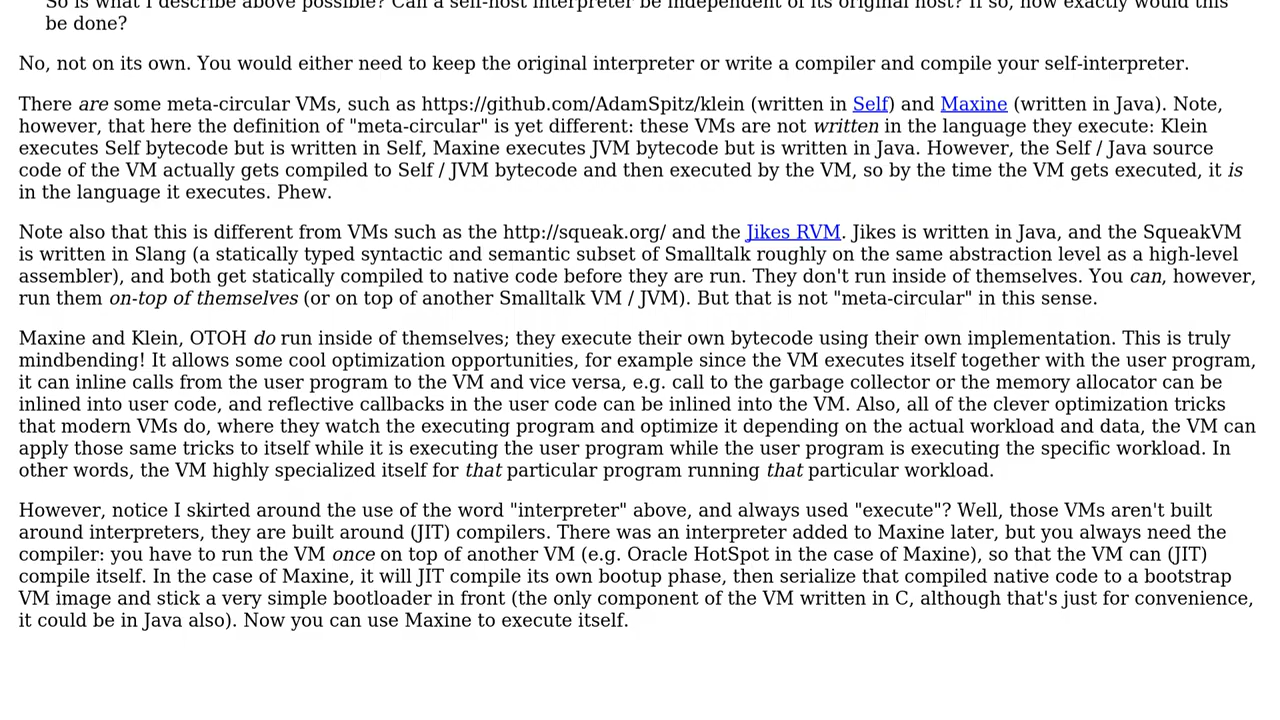 So is what I describe above possible? Can a self-host interpreter be independent of its original host? If so, how exactly would this
be done?
No, not on its own. You would either need to keep the original interpreter or write a compiler and compile your self-interpreter.
There are some meta-circular VMs, such as https://github.com/AdamSpitz/klein (written in Self) and Maxine (written in Java). Note,
however, that here the definition of "meta-circular" is yet different: these VMs are not written in the language they execute: Klein
executes Self bytecode but is written in Self, Maxine executes JVM bytecode but is written in Java. However, the Self / Java source
code of the VM actually gets compiled to Self / JVM bytecode and then executed by the VM, so by the time the VM gets executed, it is
in the language it executes. Phew.
Note also that this is different from VMs such as the http://squeak.org/ and the Jikes RVM. Jikes is written in Java, and the SqueakVM
is written in Slang (a statically typed syntactic and semantic subset of Smalltalk roughly on the same abstraction level as a high-level
assembler), and both get statically compiled to native code before they are run. They don't run inside of themselves. You can, however,
run them on-top of themselves (or on top of another Smalltalk VM / JVM). But that is not "meta-circular" in this sense.
Maxine and Klein, OTOH do run inside of themselves; they execute their own bytecode using their own implementation. This is truly
mindbending! It allows some cool optimization opportunities, for example since the VM executes itself together with the user program,
it can inline calls from the user program to the VM and vice versa, e.g. call to the garbage collector or the memory allocator can be
inlined into user code, and reflective callbacks in the user code can be inlined into the VM. Also, all of the clever optimization tricks
that modern VMs do, where they watch the executing program and optimize it depending on the actual workload and data, the VM can
apply those same tricks to itself while it is executing the user program while the user program is executing the specific workload. In
other words, the VM highly specialized itself for that particular program running that particular workload.
However, notice I skirted around the use of the word "interpreter" above, and always used "execute"? Well, those VMs aren't built
around interpreters, they are built around (JIT) compilers. There was an interpreter added to Maxine later, but you always need the
compiler: you have to run the VM once on top of another VM (e.g. Oracle HotSpot in the case of Maxine), so that the VM can (JIT)
compile itself. In the case of Maxine, it will JIT compile its own bootup phase, then serialize that compiled native code to a bootstrap
VM image and stick a very simple bootloader in front (the only component of the VM written in C, although that's just for convenience,
it could be in Java also). Now you can use Maxine to execute itself.